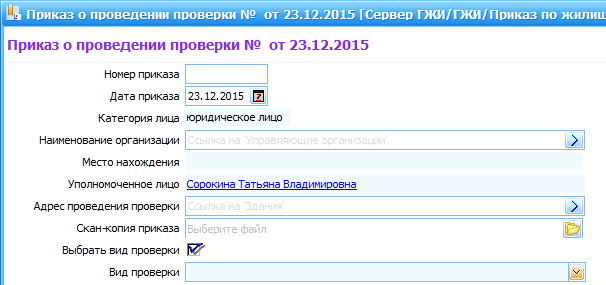 Приказ о проведении проверки № от 23.12.2015 [Сервер ГЖИ/ГЖИ/Приказ по жилищ
Приказ о проведении проверки № от 23.12.2015
Номер приказа
Дата приказа 23.12.2015
Категория лица юридическое лицо
Наименование организации Ссылка на 'Управляющие организации'
Место нахождения
Уполномоченное лицо Сорокина Татьяна Владимировна
Адрес проведения проверки Ссылка на 'Здания'
Скан-копия приказа Выберите файл
Выбрать вид проверки
Вид проверки